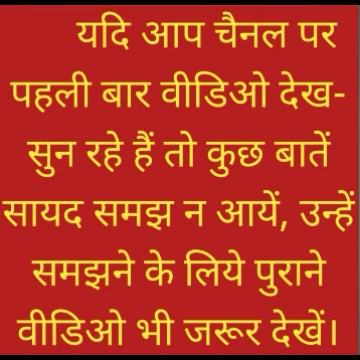 यदि आप चैनल पर
पहली बार वीडिओ देख-
सुन रहे हैं तो कुछ बातें
सायद समझ न आयें, उन्हें
समझने के लिये पुराने
वीडिओ भी जरूर देखें।